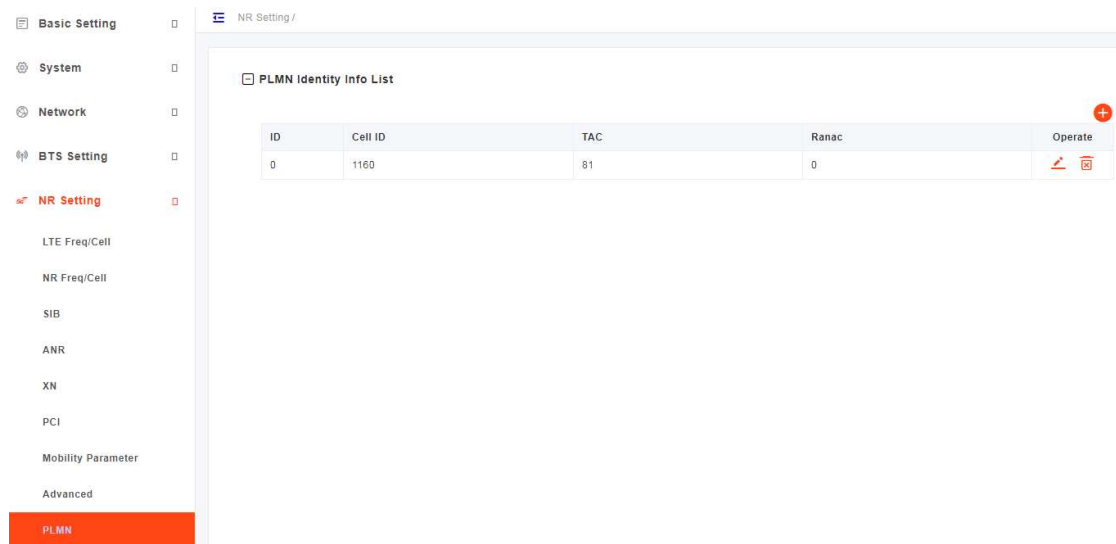 Basic Setting
System
Network
BTS Setting
NR Setting
LTE Freq/Cell
NR Freq/Cell
SIB
ANR
XN
PCI
Mobility Parameter
Advanced
PLMN
NR Setting /
PLMN Identity Info List
ID Cell ID TAC Ranac Operate
0 1160 81 0